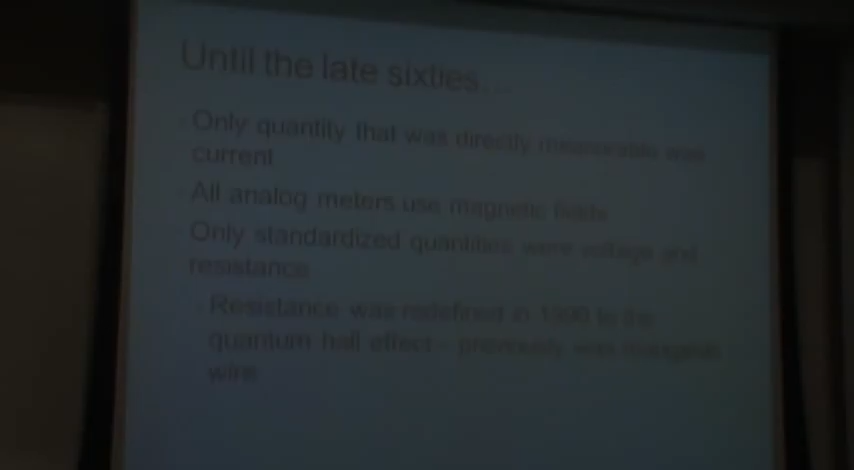 Until the late sixties...
Only quantity that was directly measurable was
current
All analog meters use magnetic fields
Only standardized quantities were voltage and
resistance
Resistance was redefined in 1990 to the
quantum hall effect - previously was manganin
wire